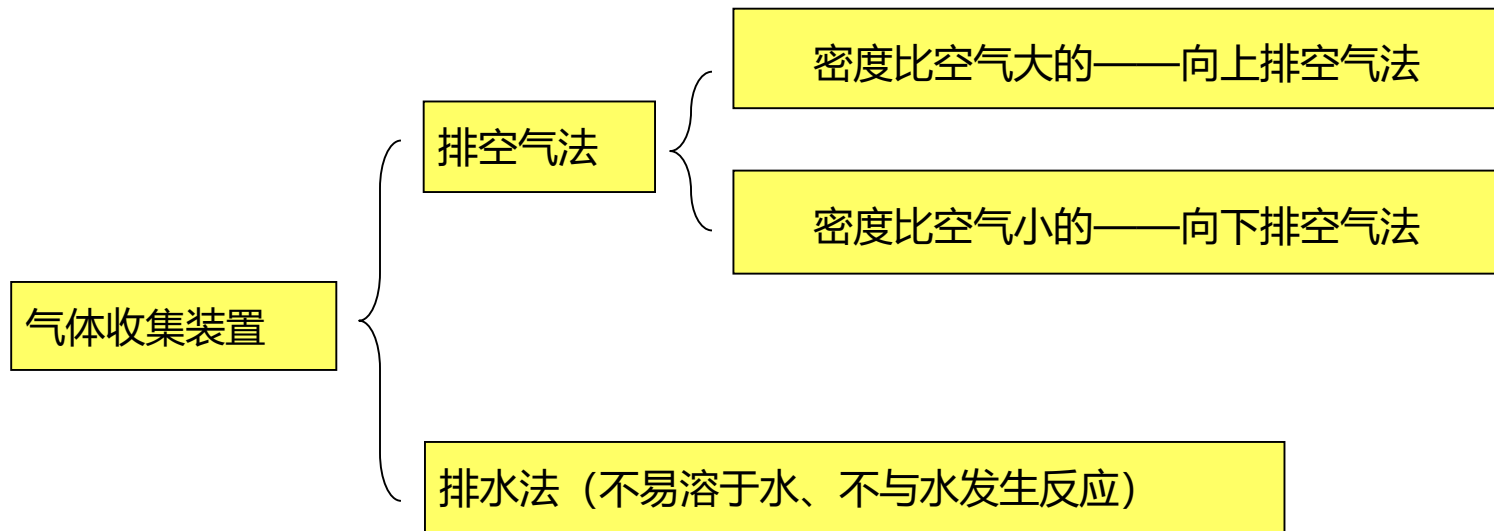 密度比空气大的——向上排空气法
排空气法
密度比空气小的——向下排空气法
气体收集装置
排水法（不易溶于水、不与水发生反应）